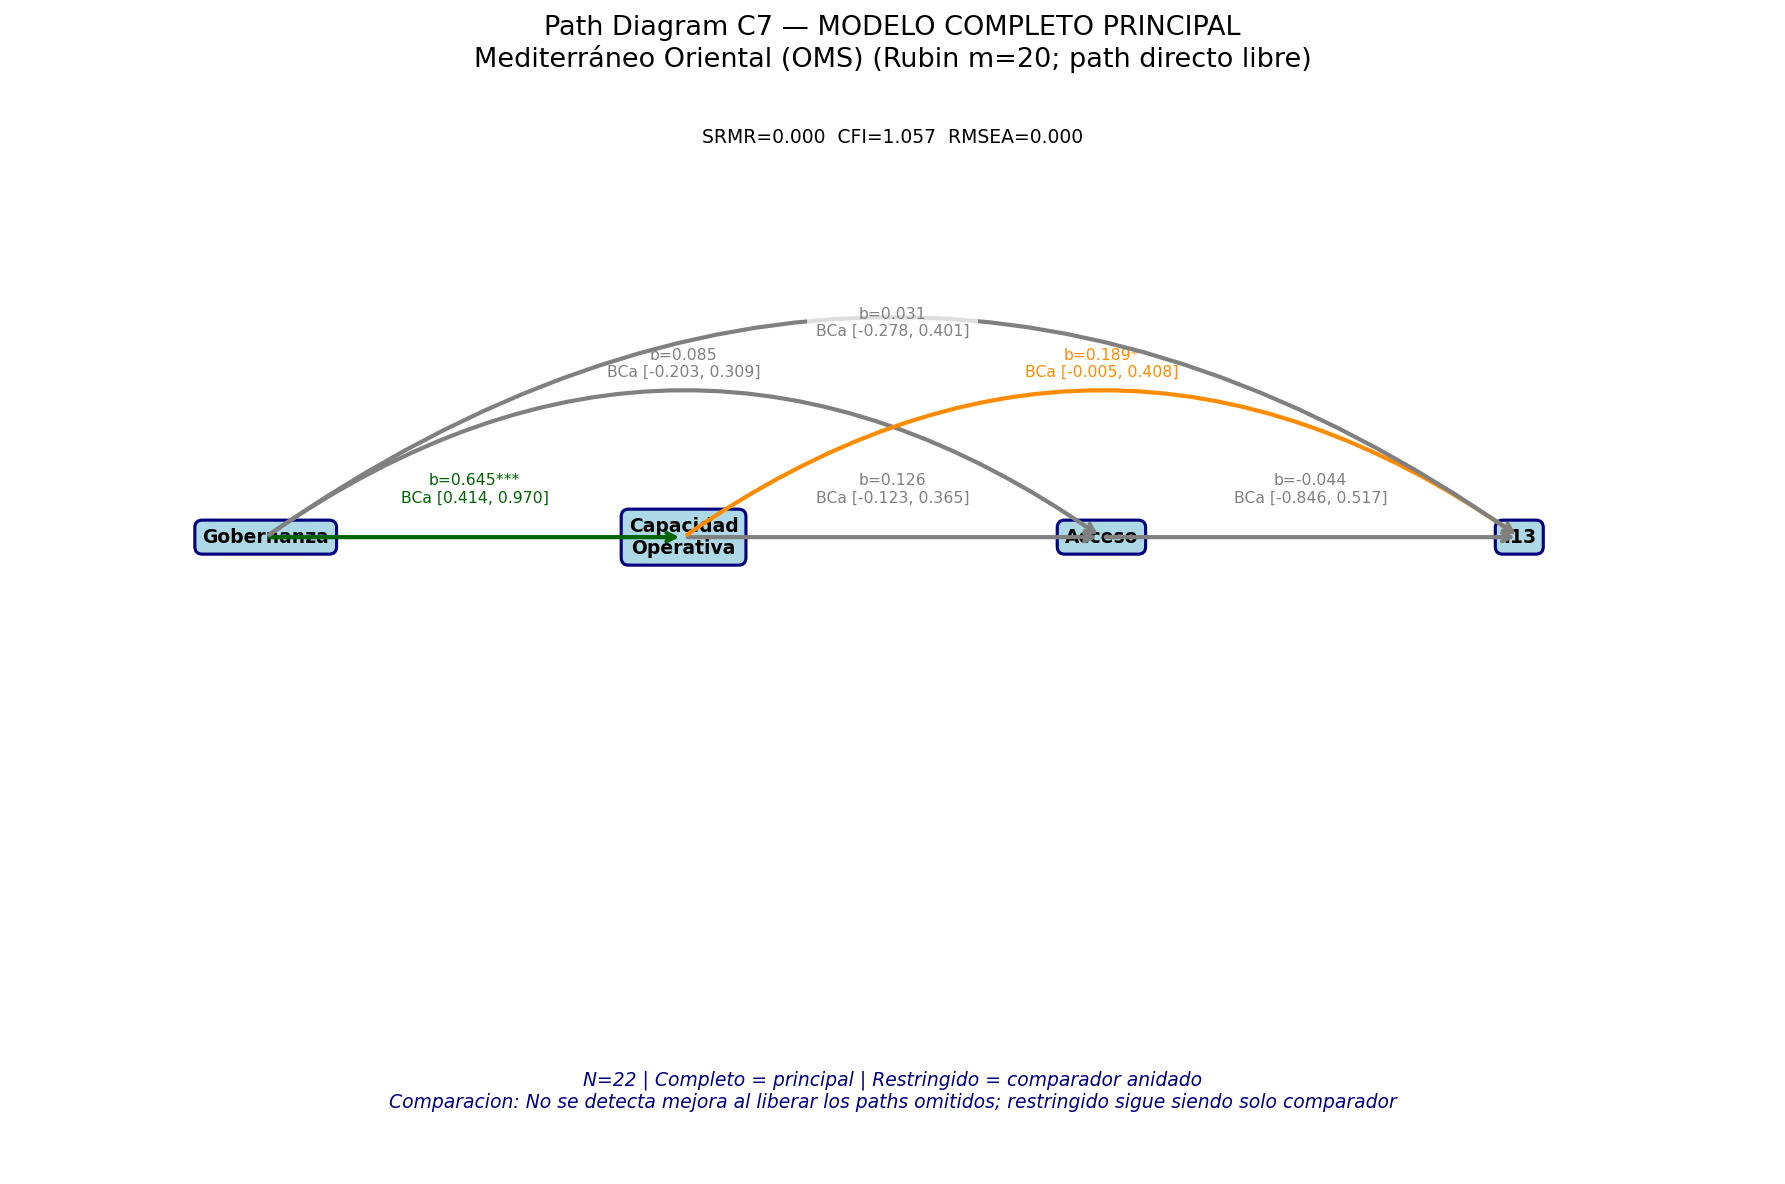 Path Diagram C7 — MODELO COMPLETO PRINCIPAL
Mediterráneo Oriental (OMS) (Rubin m=20; path directo libre)
SRMR=0.000  CFI=1.057  RMSEA=0.000
b=0.031
BCa [-0.278, 0.401]
b=0.085
BCa [-0.203, 0.309]
b=0.189*
BCa [-0.005, 0.408]
b=0.645***
BCa [0.414, 0.970]
b=0.126
BCa [-0.123, 0.365]
b=-0.044
BCa [-0.846, 0.517]
Gobernanza
Capacidad
Operativa
Acceso
N=22 | Completo = principal | Restringido = comparador anidado
Comparacion: No se detecta mejora al liberar los paths omitidos; restringido sigue siendo solo comparador